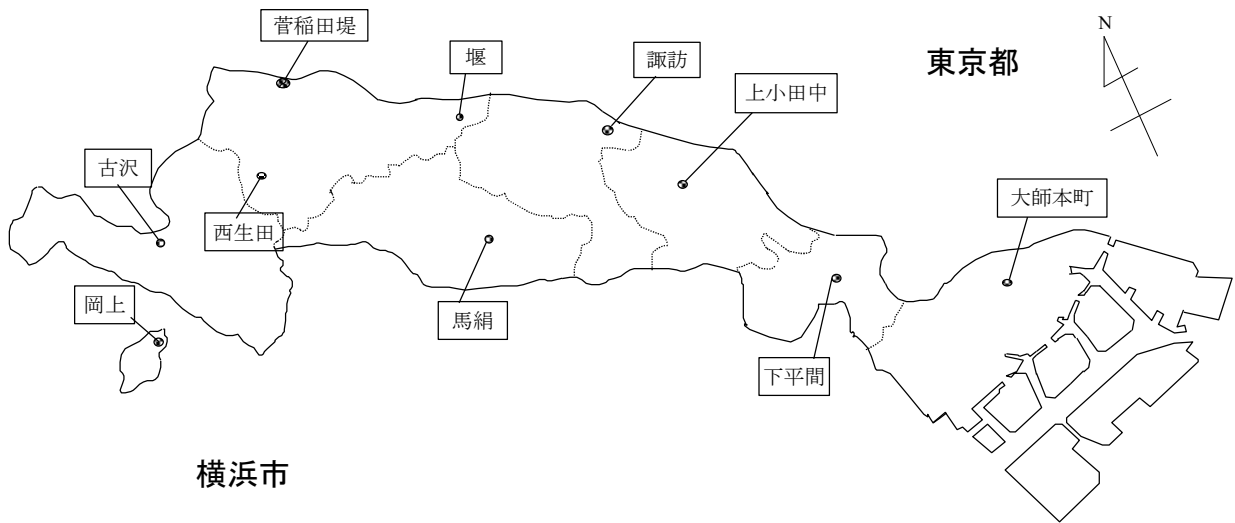 菅稲田堤
堰
諏訪
N
東京都
上小田中
古沢
西生田
大師本町
岡上
馬絹
下平間
横浜市